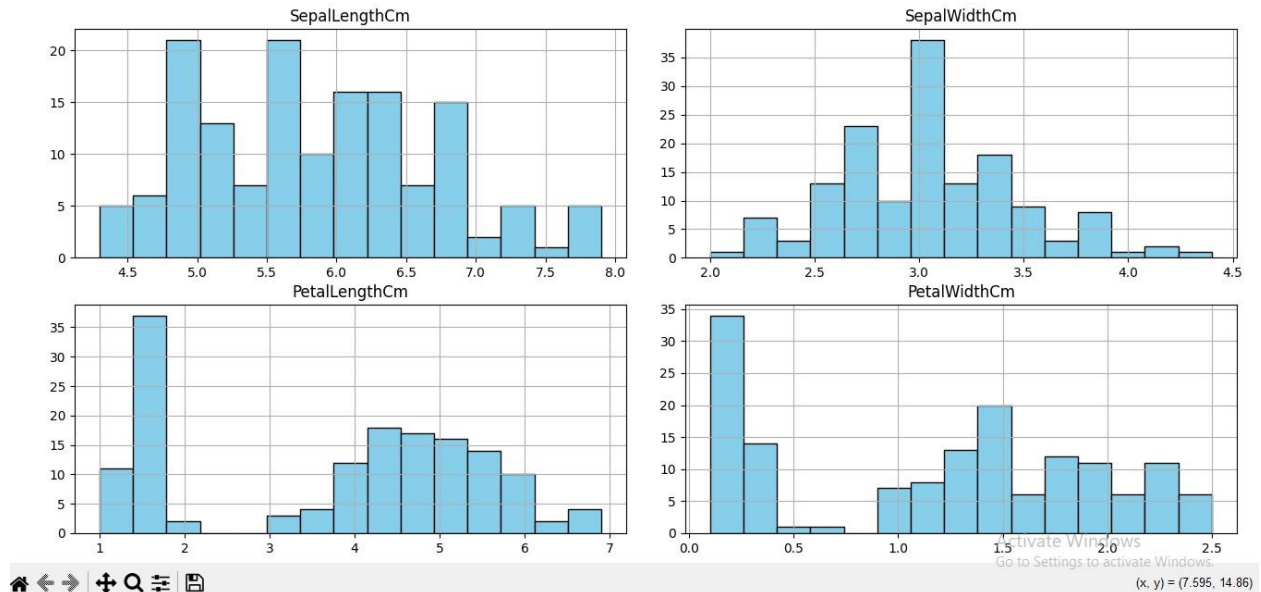 SepalLengthCm
20
15
10
5
0
4.5 5.0 5.5 6.0 6.5 7.0 7.5 8.0
SepalWidthCm
35
30
25
20
15
10
5
0
2.0 2.5 3.0 3.5 4.0 4.5
PetalLengthCm
35
30
25
20
15
10
5
0
1 2 3 4 5 6 7
PetalWidthCm
35
30
25
20
15
10
5
0
0.0 0.5 1.0 1.5 2.0 2.5
Activate Windows
Go to Settings to activate Windows.
(x, y) = (7.595, 14.86)